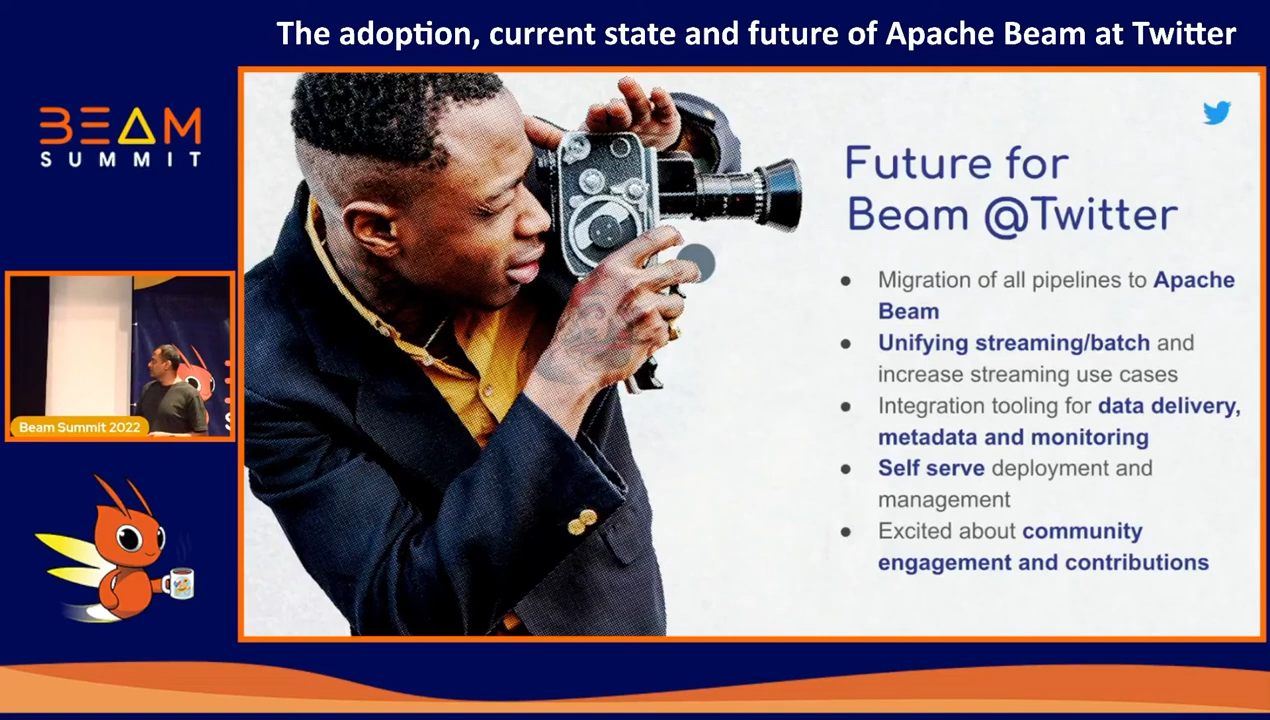 The adoption, current state and future of Apache Beam at Twitter
BEAM
SUMMIT
Future for
Beam @Twitter
● Migration of all pipelines to Apache
Beam
● Unifying streaming/batch and
increase streaming use cases
● Integration tooling for data delivery,
metadata and monitoring
● Self serve deployment and
management
● Excited about community
engagement and contributions
Beam Summit 2022